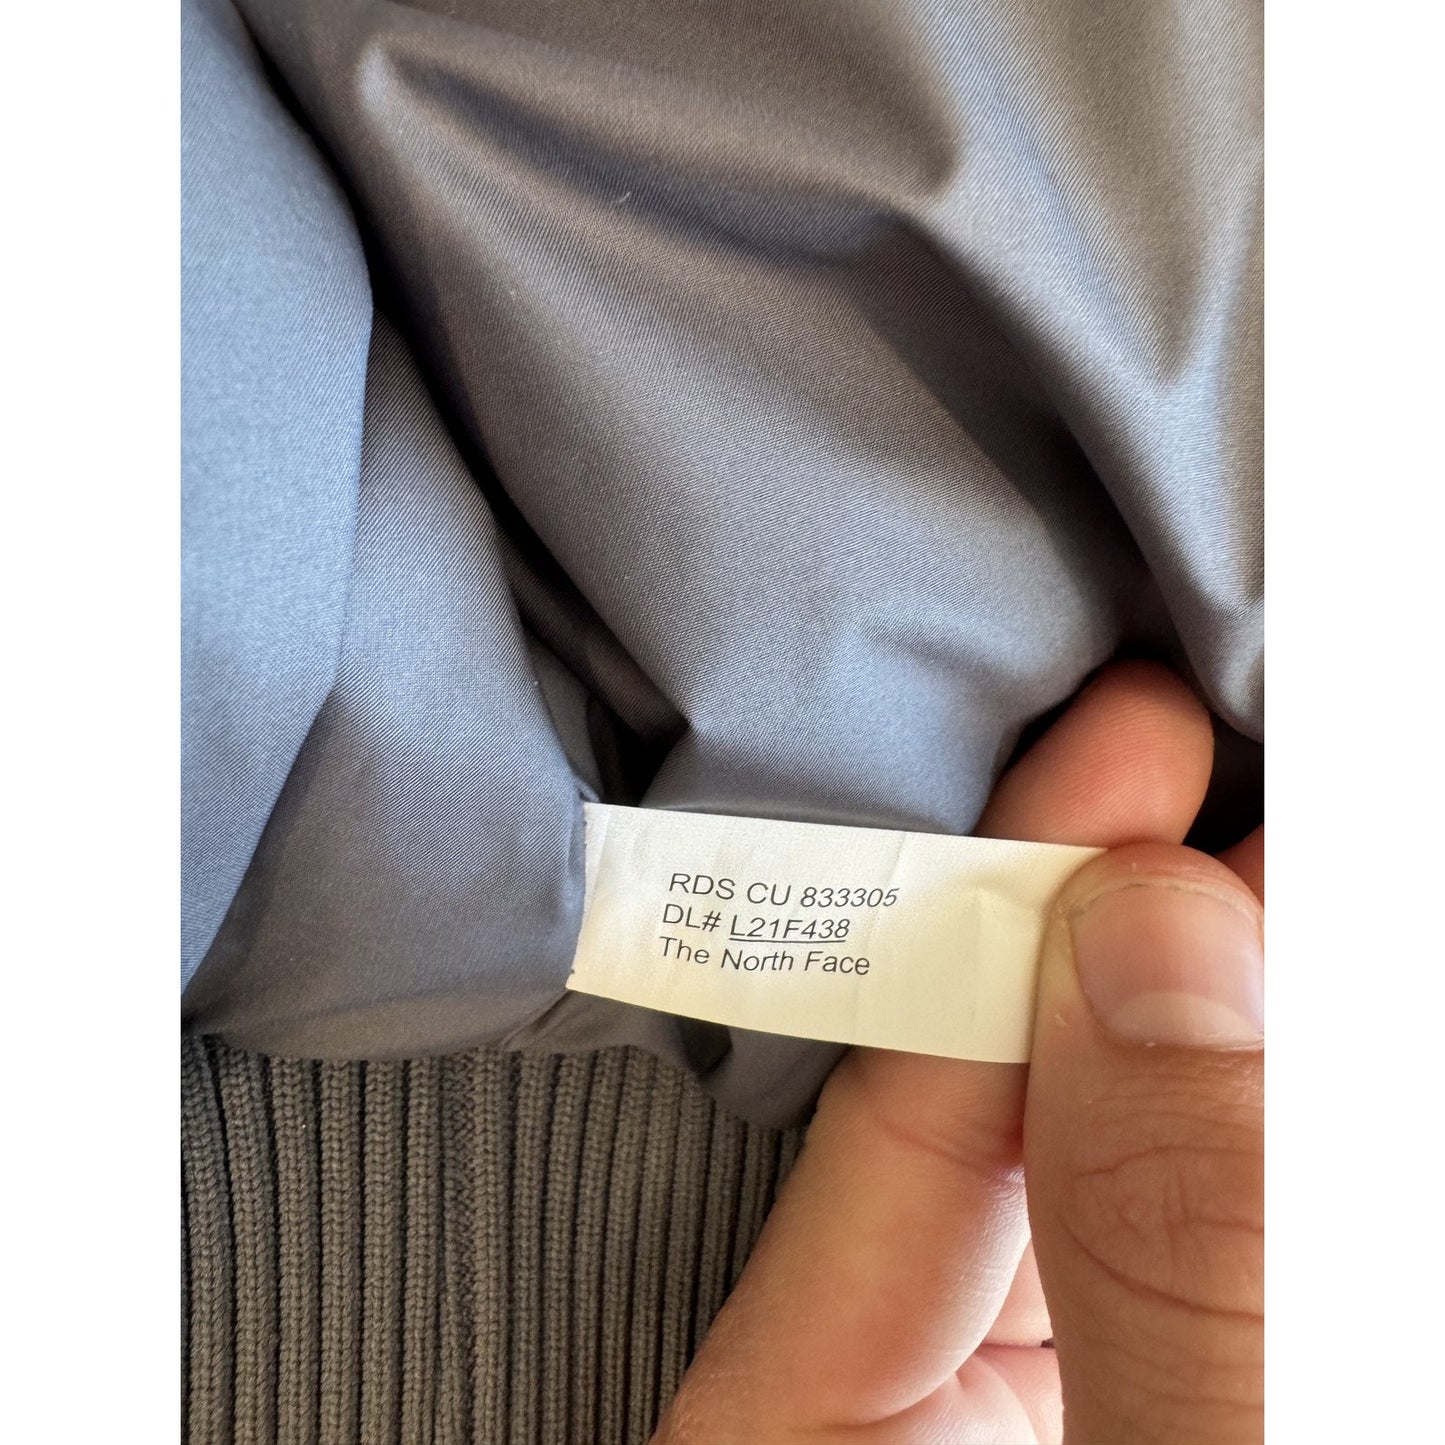 RDS CU 833305
DL# L21F438
The North Face